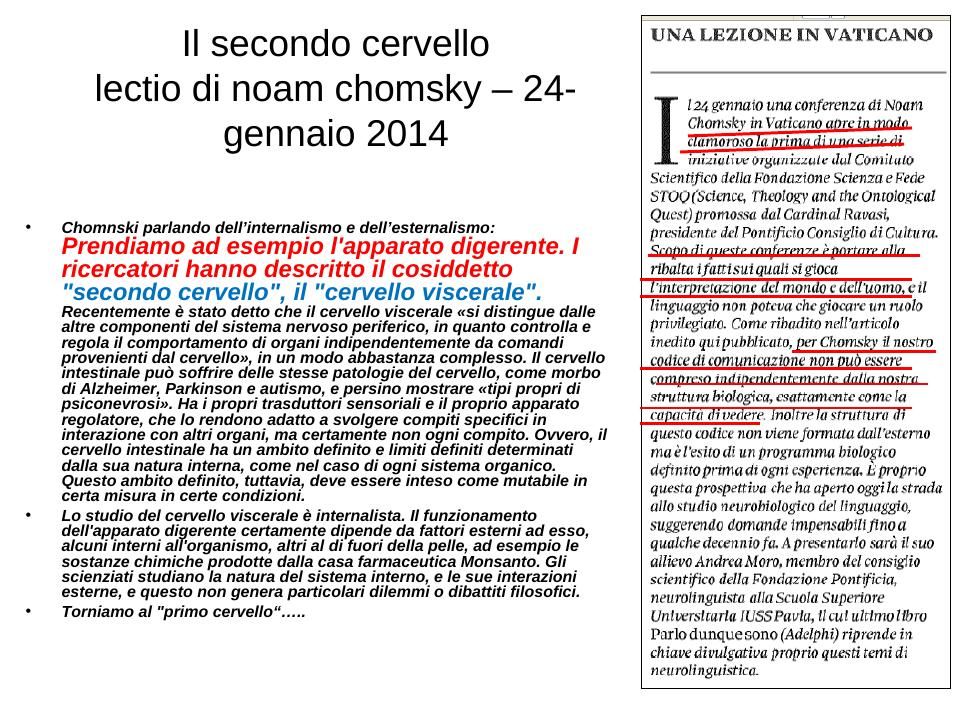 Il secondo cervello
lectio di noam chomsky – 24-
gennaio 2014
• Chomnski parlando dell'internalismo e dell'esternalismo:
Prendiamo ad esempio l'apparato digerente. I
ricercatori hanno descritto il cosiddetto
"secondo cervello", il "cervello viscerale".
Recentemente è stato detto che il cervello viscerale «si distingue dalle
altre componenti del sistema nervoso periferico, in quanto controlla e
regola il comportamento di organi indipendentemente da comandi
provenienti dal cervello», in un modo abbastanza complesso. Il cervello
intestinale può soffrire delle stesse patologie del cervello, come morbo
di Alzheimer, Parkinson e autismo, e persino mostrare «tipi propri di
psiconevrosi». Ha i propri trasduttori sensoriali e il proprio apparato
regolatore, che lo rendono adatto a svolgere compiti specifici in
interazione con altri organi, ma certamente non ogni compito. Ovvero, il
cervello intestinale ha un ambito definito e limiti definiti determinati
dalla sua natura interna, come nel caso di ogni sistema organico.
Questo ambito definito, tuttavia, deve essere inteso come mutabile in
certa misura in certe condizioni.
• Lo studio del cervello viscerale è internalista. Il funzionamento
dell'apparato digerente certamente dipende da fattori esterni ad esso,
alcuni interni all'organismo, altri al di fuori della pelle, ad esempio le
sostanze chimiche prodotte dalla casa farmaceutica Monsanto. Gli
scienziati studiano la natura del sistema interno, e le sue interazioni
esterne, e questo non genera particolari dilemmi o dibattiti filosofici.
• Torniamo al "primo cervello“…..
UNA LEZIONE IN VATICANO
Il 24 gennaio una conferenza di Noam
Chomsky in Vaticano apre in modo
clamoroso la prima di una serie di
iniziative organizzate dal Comitato
Scientifico della Fondazione Scienza e Fede
STOQ (Science, Theology and the Ontological
Quest) promossa dal Cardinal Ravasi,
presidente del Pontificio Consiglio di Cultura.
Scopo di queste conferenze è portare alla
ribalta i fatti sui quali si gioca
l'interpretazione del mondo e dell'uomo, e il
linguaggio non poteva che giocare un ruolo
privilegiato. Come ribadito nell'articolo
inedito qui pubblicato, per Chomsky il nostro
codice di comunicazione non può essere
compreso indipendentemente dalla nostra
struttura biologica, esattamente come la
capacità di vedere. Inoltre la struttura di
questo codice non viene formata dall'esterno
ma è l'esito di un programma biologico
definito prima di ogni esperienza. È proprio
questa prospettiva che ha aperto oggi la strada
allo studio neurobiologico del linguaggio,
suggerendo domande impensabili fino a
qualche decennio fa. A presentarlo sarà il suo
allievo Andrea Moro, membro del consiglio
scientifico della Fondazione Pontificia,
neurolinguista alla Scuola Superiore
Universitaria IUSS Pavia, il cui ultimo libro
Parlo dunque sono (Adelphi) riprende in
chiave divulgativa proprio questi temi di
neurolinguistica.